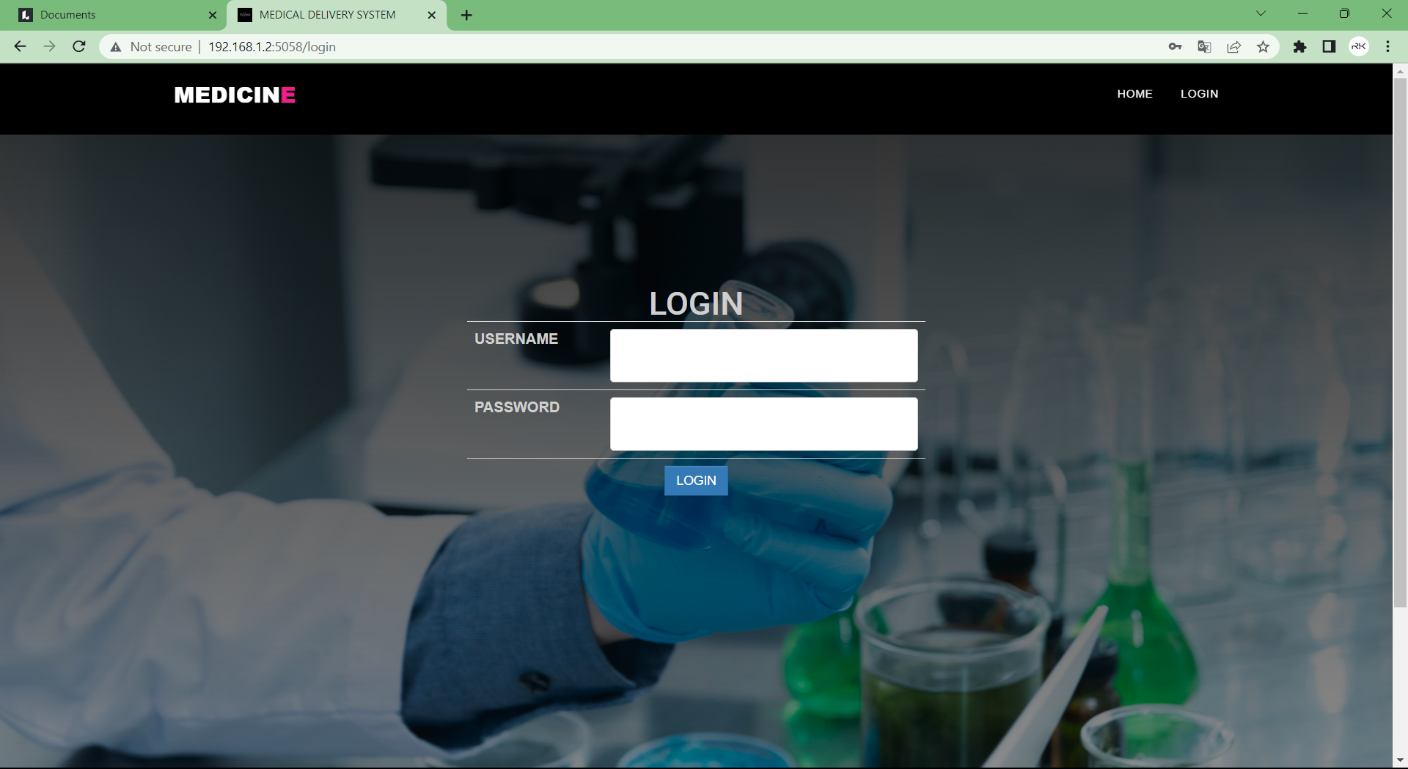 Documents
MEDICAL DELIVERY SYSTEM
Not secure | 192.168.1.2:5058/login
RK
MEDICINE
HOME LOGIN
LOGIN
USERNAME
PASSWORD
LOGIN